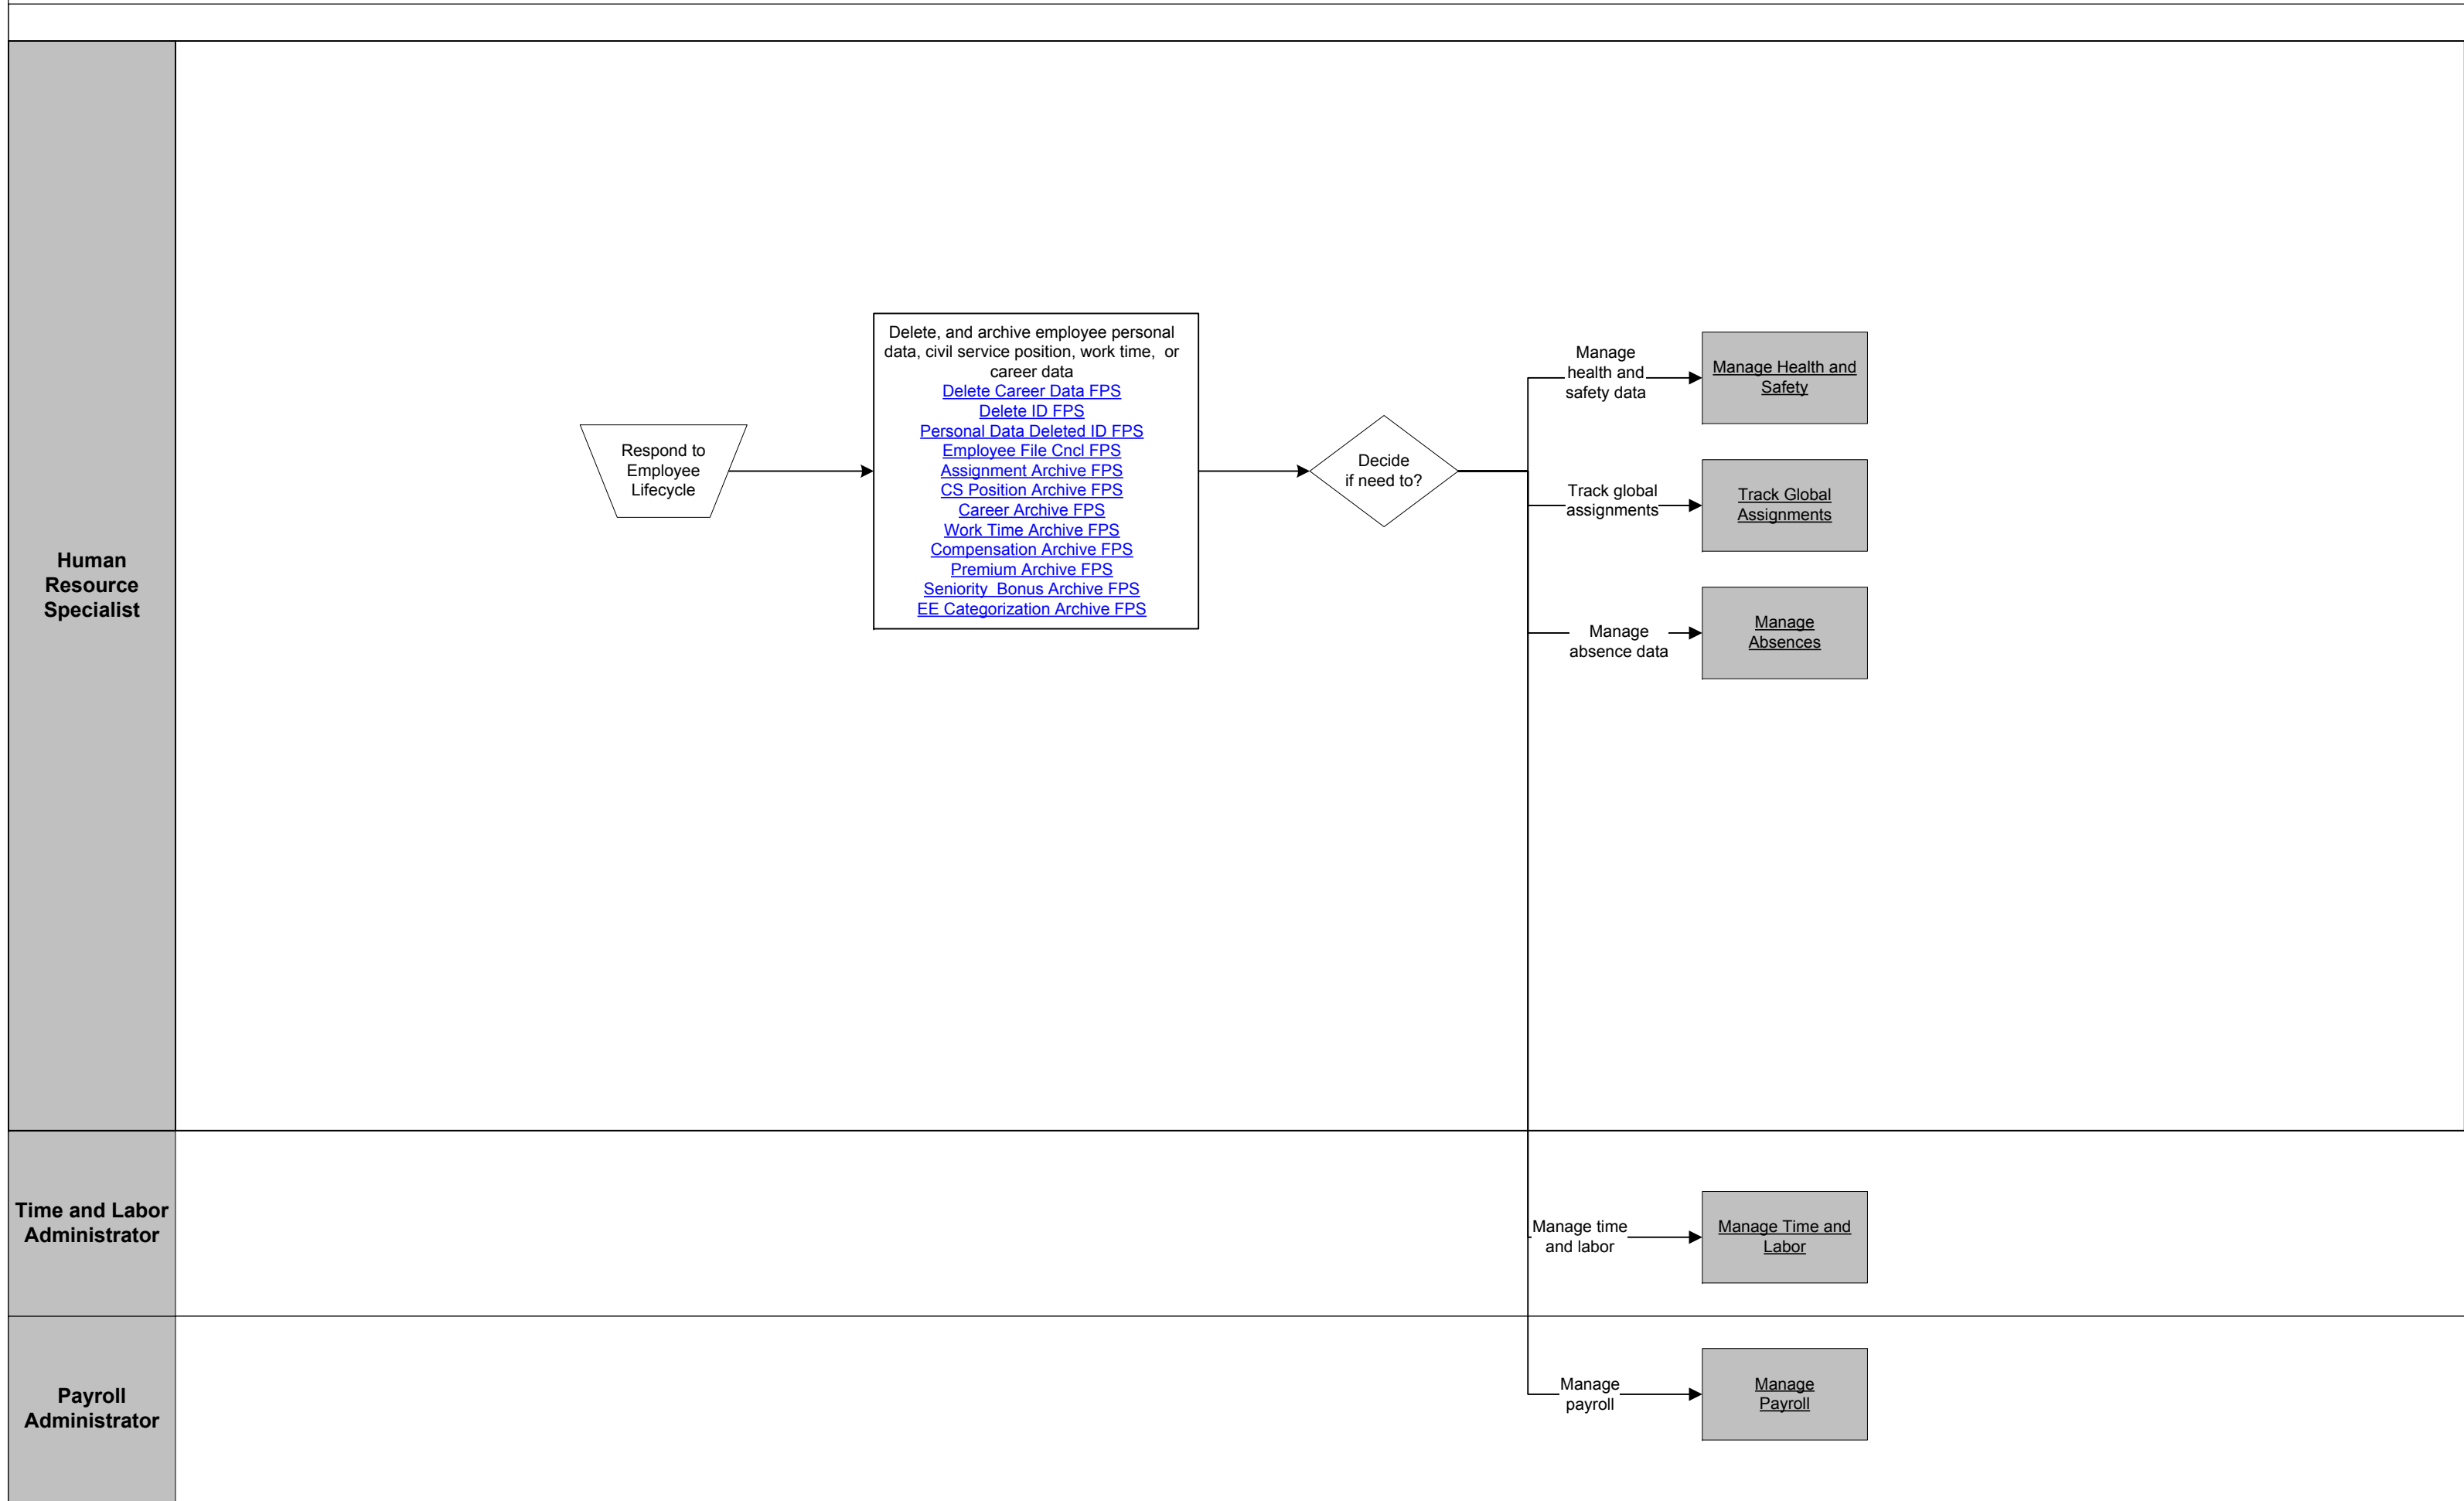 Human
Resource
Specialist
Respond to
Employee
Lifecycle
Delete, and archive employee personal
data, civil service position, work time,  or
career data
Delete Career Data FPS
Delete ID FPS
Personal Data Deleted ID FPS
Employee File Cncl FPS
Assignment Archive FPS
CS Position Archive FPS
Career Archive FPS
Work Time Archive FPS
Compensation Archive FPS
Premium Archive FPS
Seniority  Bonus Archive FPS
EE Categorization Archive FPS
Decide
if need to?
Manage
health and
safety data
Manage Health and
Safety
Track global
assignments
Track Global
Assignments
Manage
absence data
Manage
Absences
Time and Labor
Administrator
Manage time
and labor
Manage Time and
Labor
Payroll
Administrator
Manage
payroll
Manage
Payroll